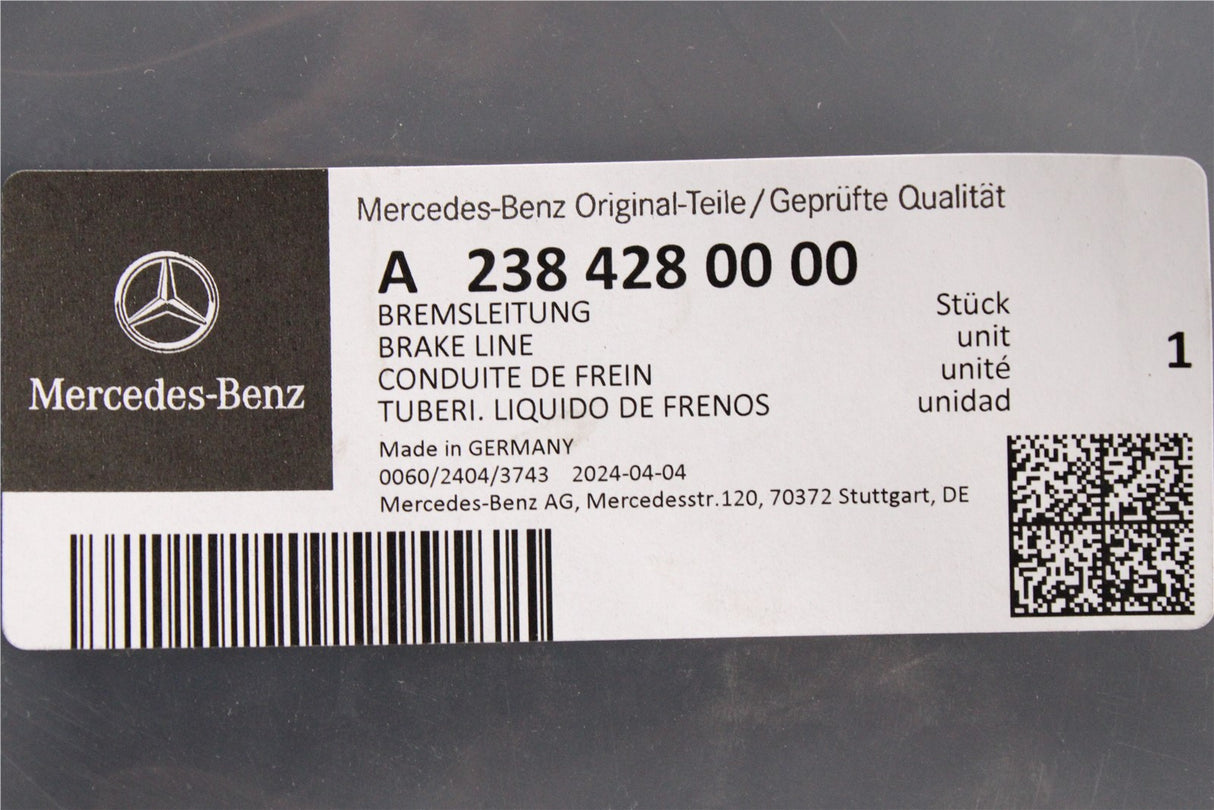 Mercedes-Benz
Mercedes-Benz Original-Teile/Geprüfte Qualität
A 238 428 00 00
BREMSLEITUNG Stück
BRAKE LINE unit 1
CONDUITE DE FREIN unité
TUBERI. LIQUIDO DE FRENOS unidad
Made in GERMANY
0060/2404/3743 2024-04-04
Mercedes-Benz AG, Mercedesstr.120, 70372 Stuttgart, DE